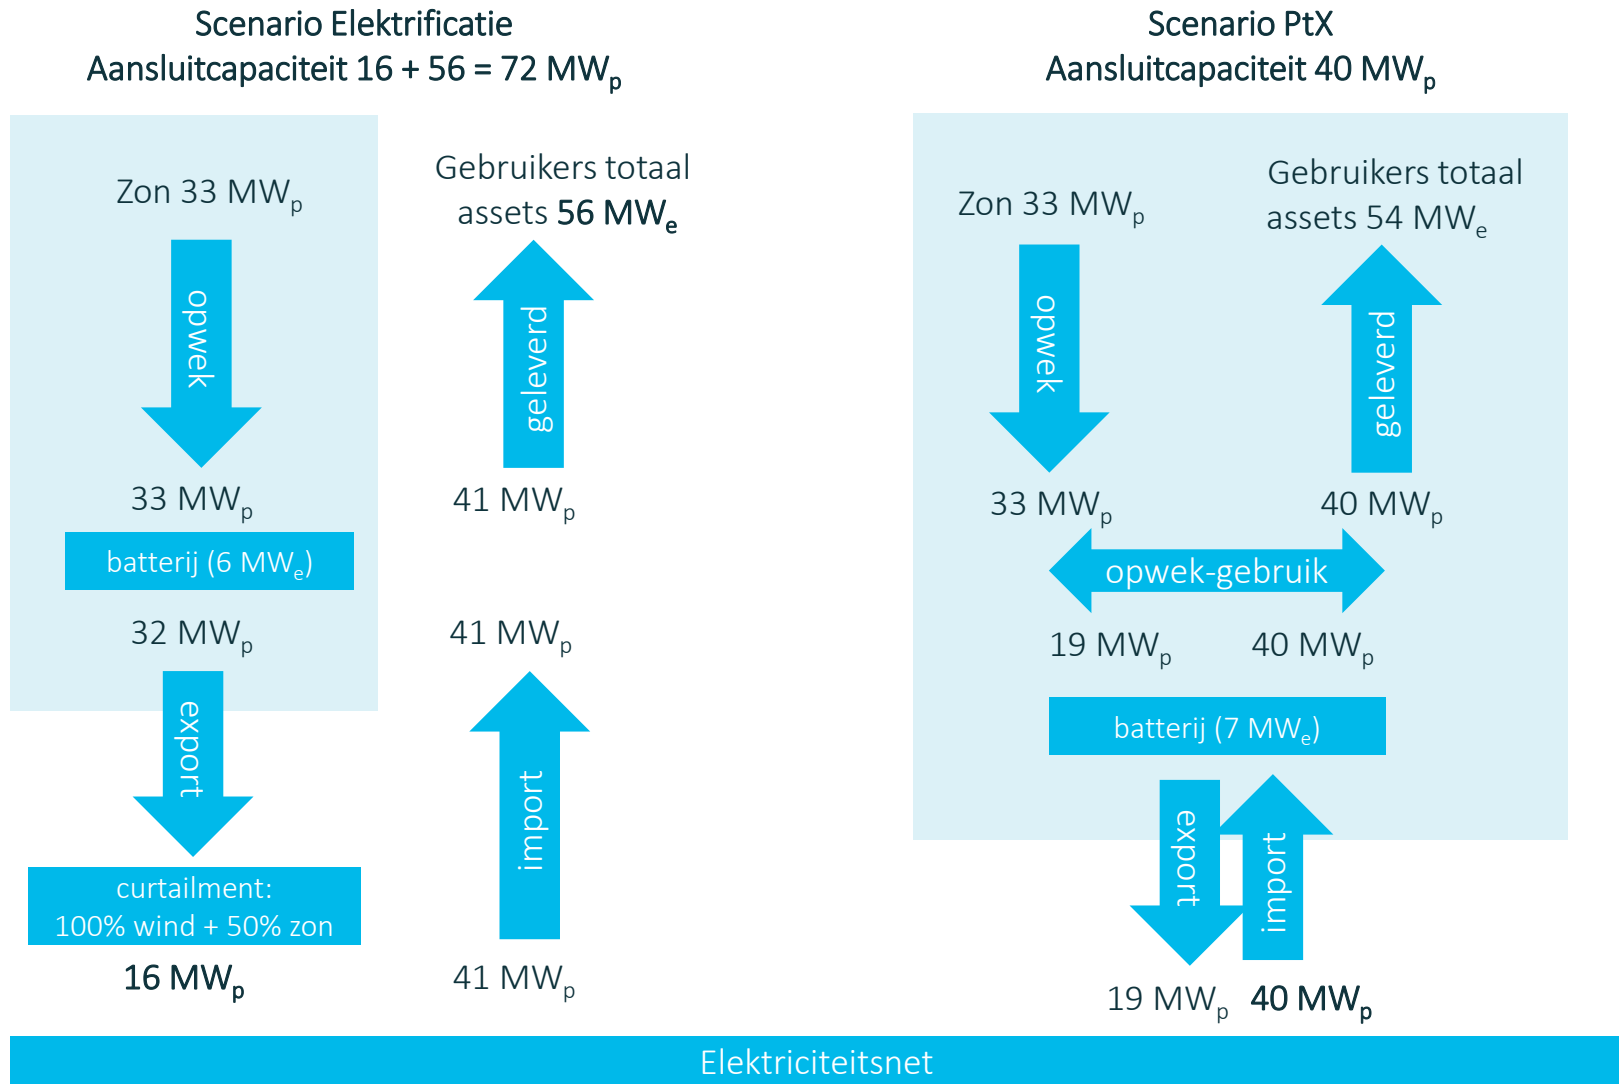 Scenario Elektrificatie
Aansluitcapaciteit 16 + 56 = 72 MWp
Zon 33 MWp
opwek
33 MWp
batterij (6 MWe)
32 MWp
export
curtailment:
100% wind + 50% zon
16 MWp
Gebruikers totaal
assets 56 MWe
geleverd
41 MWp
41 MWp
import
41 MWp
Scenario PtX
Aansluitcapaciteit 40 MWp
Zon 33 MWp
opwek
33 MWp
Gebruikers totaal
assets 54 MWe
geleverd
40 MWp
opwek-gebruik
19 MWp
40 MWp
batterij (7 MWe)
export
import
19 MWp
40 MWp
Elektriciteitsnet